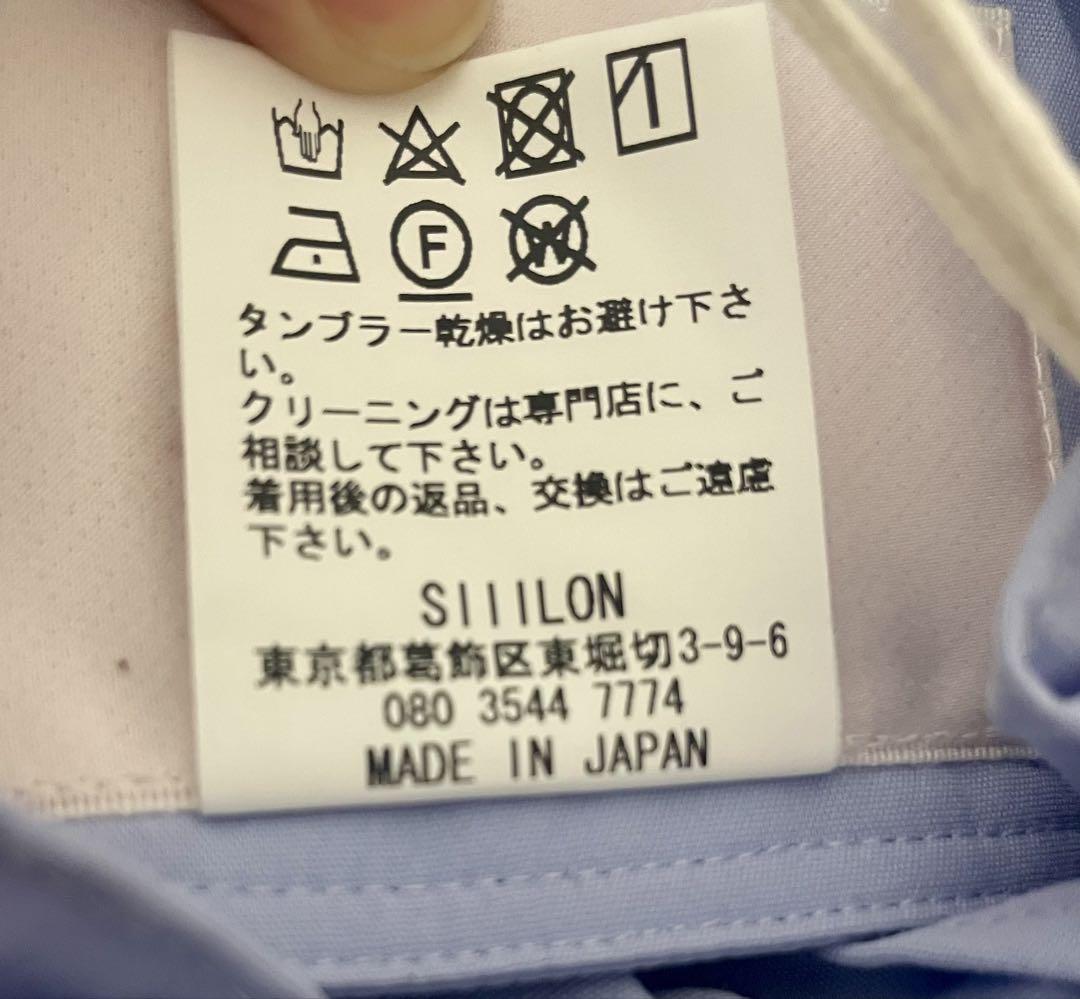 F
W
タンブラー乾燥はお避け下さ
い。
クリーニングは専門店に、ご
相談して下さい。
着用後の返品、交換はご遠慮
下さい。
SIIILON
東京都葛飾区東堀切3-9-6
080 3544 7774
MADE IN JAPAN